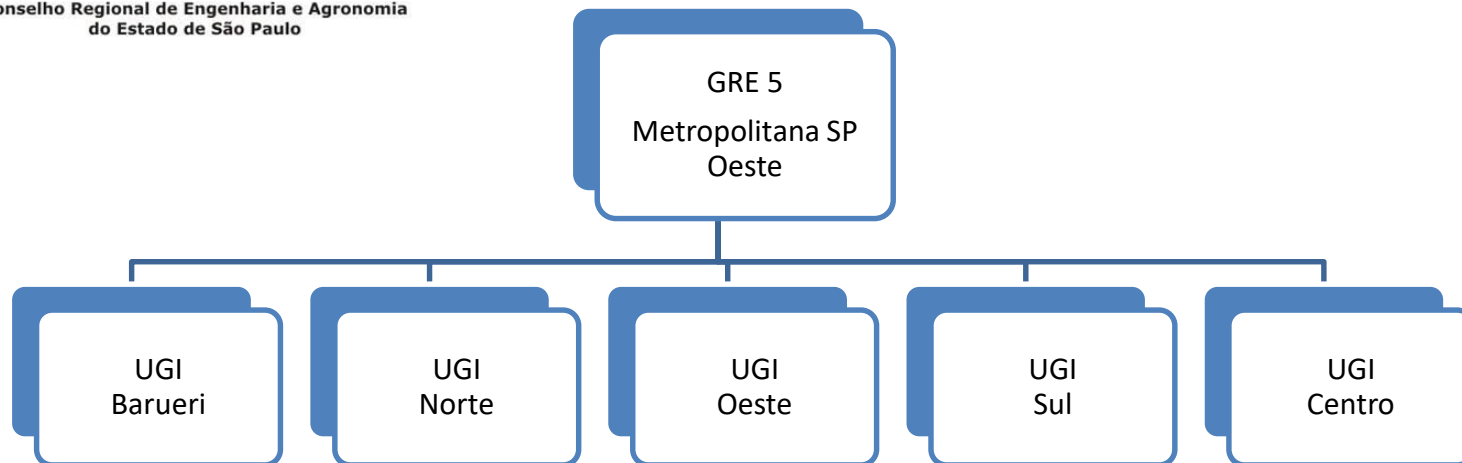 onselho Regional de Engenharia e Agronomia
do Estado de São Paulo
GRE 5
Metropolitana SP
Oeste
UGI
Barueri
UGI
Norte
UGI
Oeste
UGI
Sul
UGI
Centro